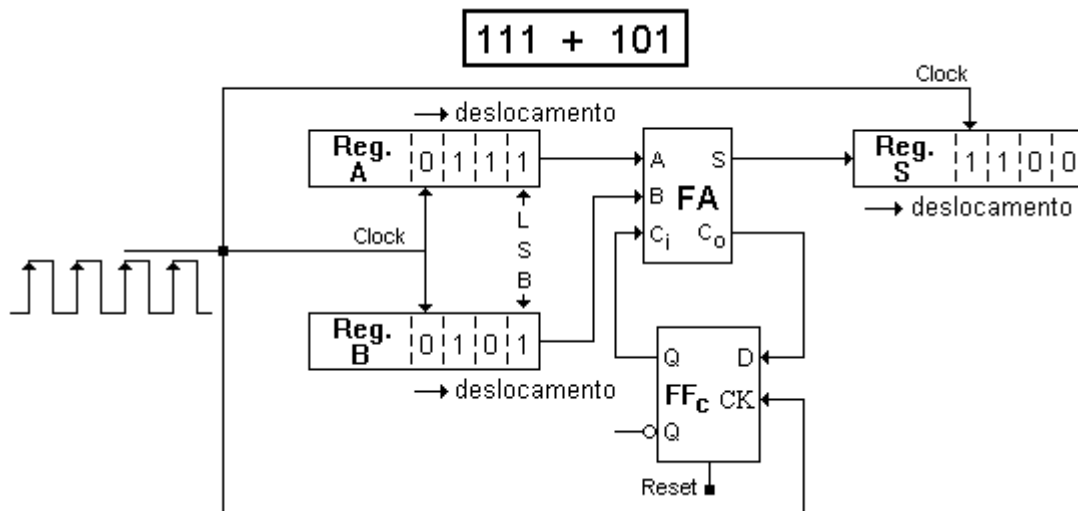 111 + 101
Clock
deslocamento
Reg. A 0 1 1 1
A S
Reg. S 1 1 0 0
B FA
deslocamento
Clock
Ci Co
L
S
B
Reg. B 0 1 0 1
Q D
deslocamento
FFc CK
Q
Reset